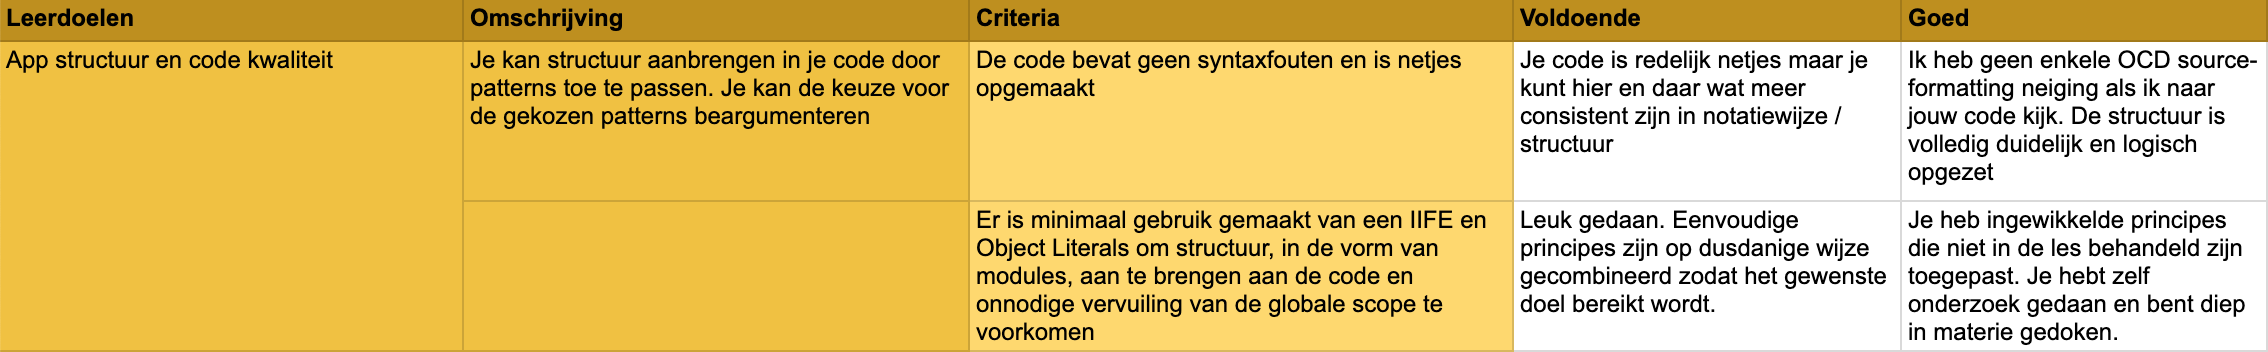 Leerdoelen
Omschrijving
Criteria
Voldoende
Goed
App structuur en code kwaliteit
Je kan structuur aanbrengen in je code door
patterns toe te passen. Je kan de keuze voor
de gekozen patterns beargumenteren
De code bevat geen syntaxfouten en is netjes
opgemaakt
Je code is redelijk netjes maar je
kunt hier en daar wat meer
consistent zijn in notatiewijze /
structuur
Ik heb geen enkele OCD source-
formatting neiging als ik naar
jouw code kijk. De structuur is
volledig duidelijk en logisch
opgezet
Er is minimaal gebruik gemaakt van een IIFE en
Object Literals om structuur, in de vorm van
modules, aan te brengen aan de code en
onnodige vervuiling van de globale scope te
voorkomen
Leuk gedaan. Eenvoudige
principes zijn op dusdanige wijze
gecombineerd zodat het gewenste
doel bereikt wordt.
Je heb ingewikkelde principes
die niet in de les behandeld zijn
toegepast. Je hebt zelf
onderzoek gedaan en bent diep
in materie gedoken.